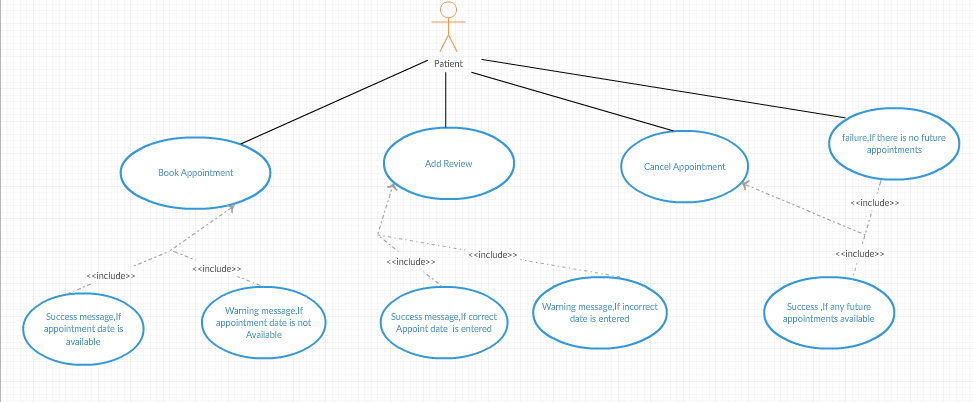 Patient
Book Appointment
Add Review
Cancel Appointment
failure,If there is no future
appointments
<<include>>
<<include>>
<<include>>
<<include>>
<<include>>
<<include>>
Success message,If
appointment date is
available
Warning message,If
appointment date is not
Available
Success message,If correct
Appoint date  is entered
Warning message,If incorrect
date is entered
Success ,If any future
appointments available